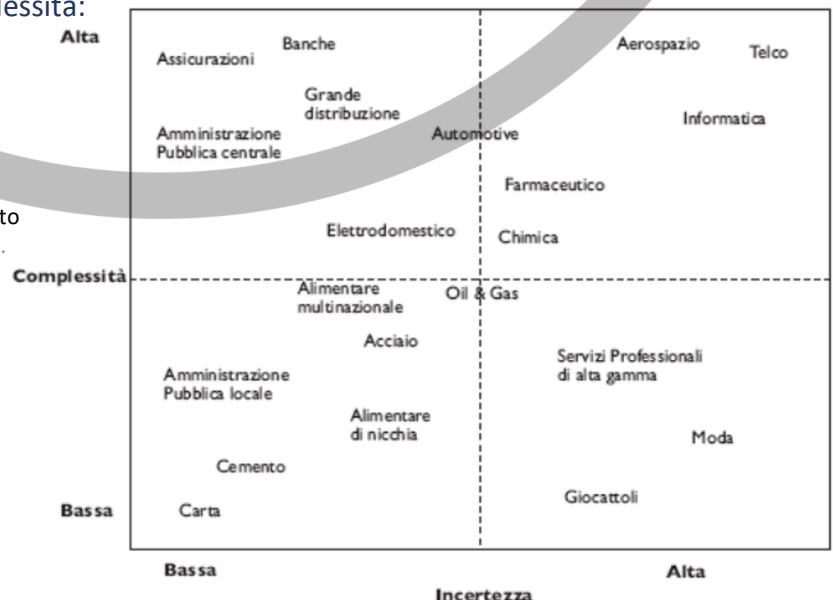 essità:
Alta
Banche
Assicurazioni
Aerospazio
Telco
Grande
distribuzione
Informatica
Amministrazione
Pubblica centrale
Automotive
Farmaceutico
to
Elettrodomestico
Chimica
.
Complessità
Alimentare
multinazionale
Oil & Gas
Acciaio
Servizi Professionali
di alta gamma
Amministrazione
Pubblica locale
Alimentare
di nicchia
Moda
Cemento
Giocattoli
Bassa
Carta
Bassa
Alta
Incertezza